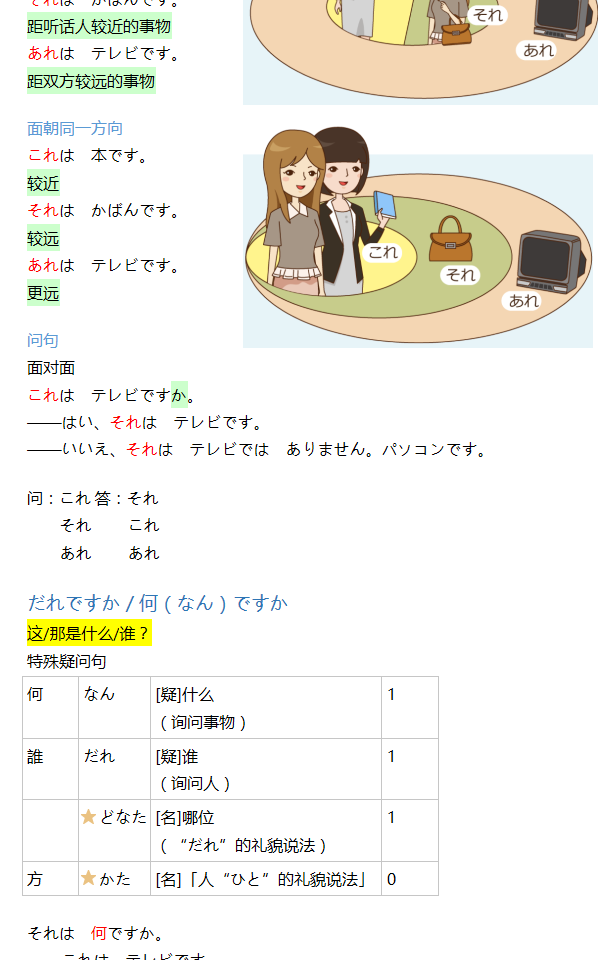 それは　かばんです。
距听话人较近的事物
あれは　テレビです。
距双方较远的事物
それ
あれ
面朝同一方向
これは　本です。
较近
それは　かばんです。
较远
あれは　テレビです。
更远
これ
それ
あれ
问句
面对面
これは　テレビですか。
——はい、それは　テレビです。
——いいえ、それは　テレビでは　ありません。パソコンです。
问：これ 答：それ
それ　　これ
あれ　　あれ
だれですか / 何（なん）ですか
这/那是什么/谁？
特殊疑问句
何　なん　[疑]什么　1
（询问事物）
誰　だれ　[疑]谁　1
（询问人）
どなた　[名]哪位　1
（“だれ”的礼貌说法）
方　かた　[名]「人“ひと”的礼貌说法」　0
それは　何ですか。
これは　テレビです